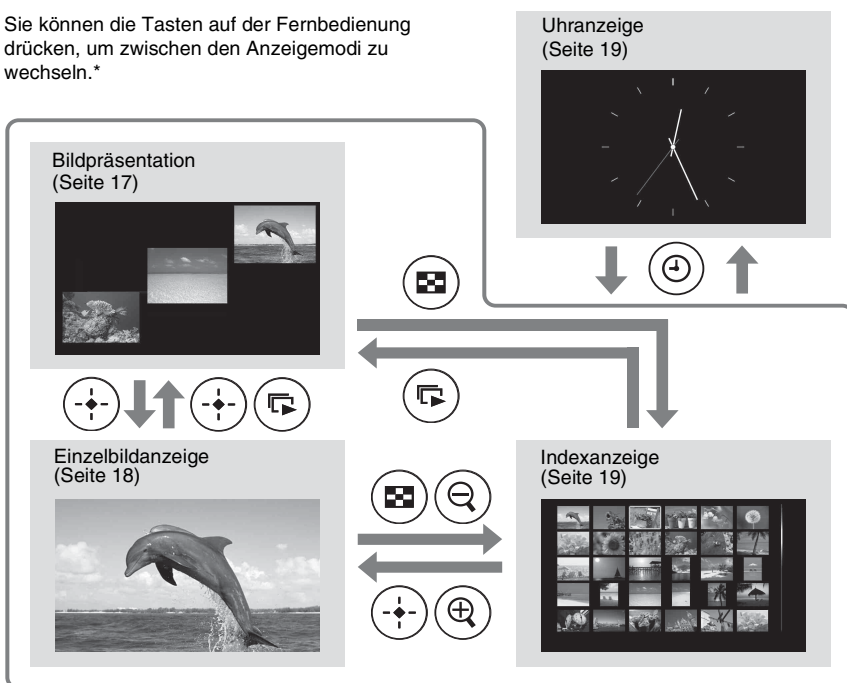 Sie können die Tasten auf der Fernbedienung
drücken, um zwischen den Anzeigemodi zu
wechseln.*
Uhranzeige
(Seite 19)
Bildpräsentation
(Seite 17)
Einzelbildanzeige
(Seite 18)
Indexanzeige
(Seite 19)